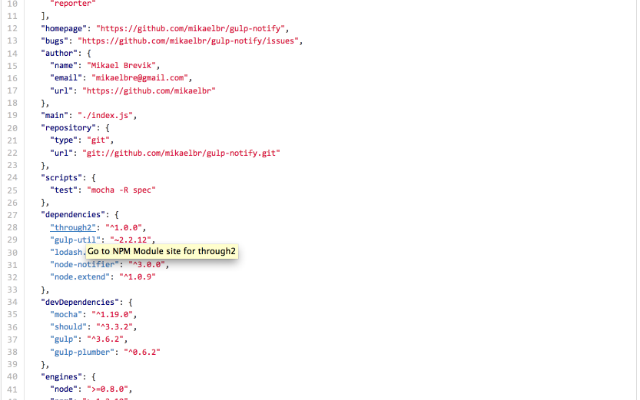 10 "reporter"
11 ],
12 "homepage": "https://github.com/mikaelbr/gulp-notify",
13 "bugs": "https://github.com/mikaelbr/gulp-notify/issues",
14 "author": {
15 "name": "Mikael Brevik",
16 "email": "mikaelbre@gmail.com",
17 "url": "https://github.com/mikaelbr"
18 },
19 "main": "./index.js",
20 "repository": {
21 "type": "git",
22 "url": "git://github.com/mikaelbr/gulp-notify.git"
23 },
24 "scripts": {
25 "test": "mocha -R spec"
26 },
27 "dependencies": {
28 "through2": "^1.0.0",
29 "gulp-util": "~2.2.12",
30 "lodash.
Go to NPM Module site for through2
31 "node-notifier": "^3.0.0",
32 "node.extend": "^1.0.9"
33 },
34 "devDependencies": {
35 "mocha": "^1.19.0",
36 "should": "^3.3.2",
37 "gulp": "^3.6.2",
38 "gulp-plumber": "^0.6.2"
39 },
40 "engines": {
41 "node": ">=0.8.0",